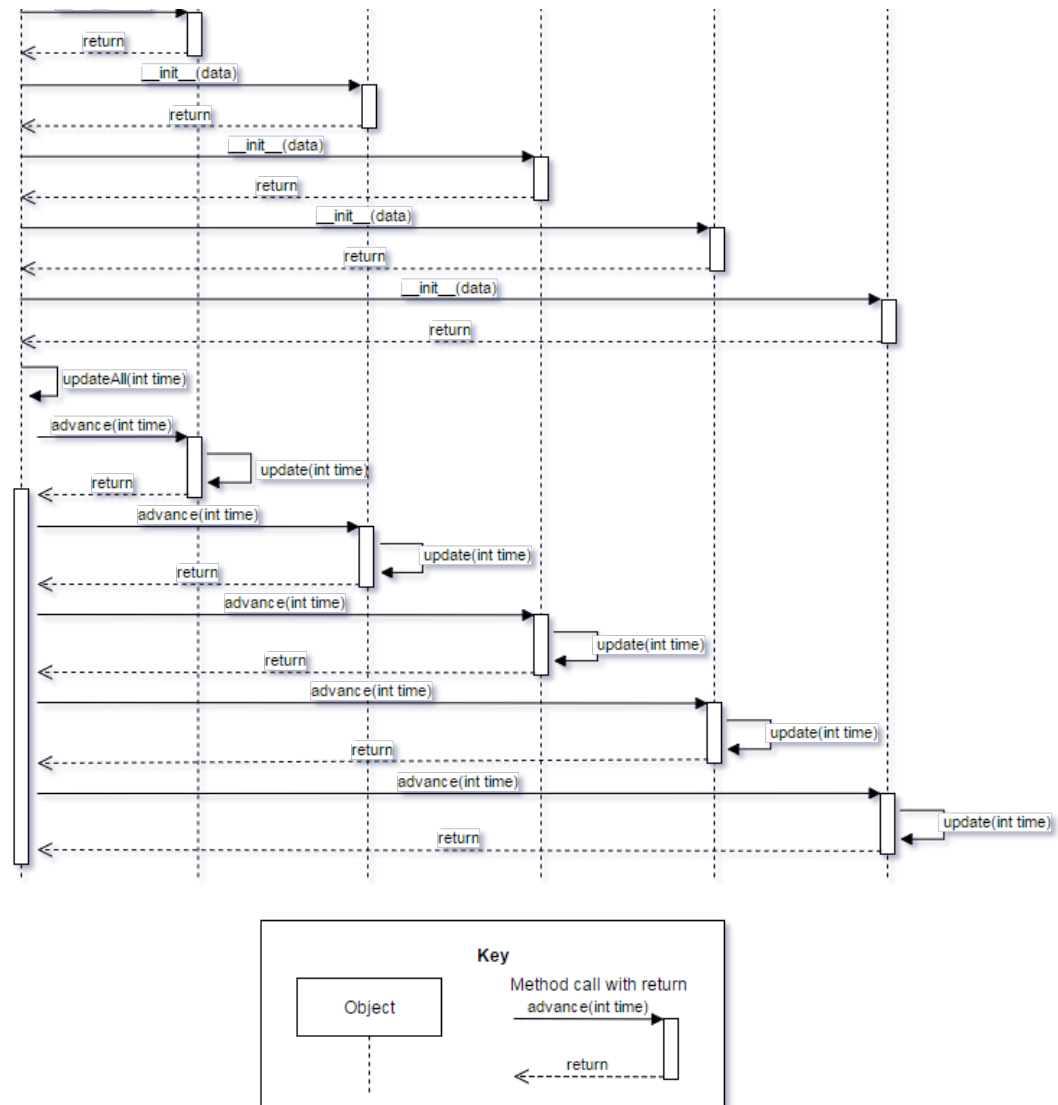 return
__init__(data)
return
__init__(data)
return
__init__(data)
return
__init__(data)
return
updateAll(int time)
advance(int time)
update(int time)
return
advance(int time)
update(int time)
return
advance(int time)
update(int time)
return
advance(int time)
update(int time)
return
advance(int time)
update(int time)
return
Key
Method call with return
Object
advance(int time)
return